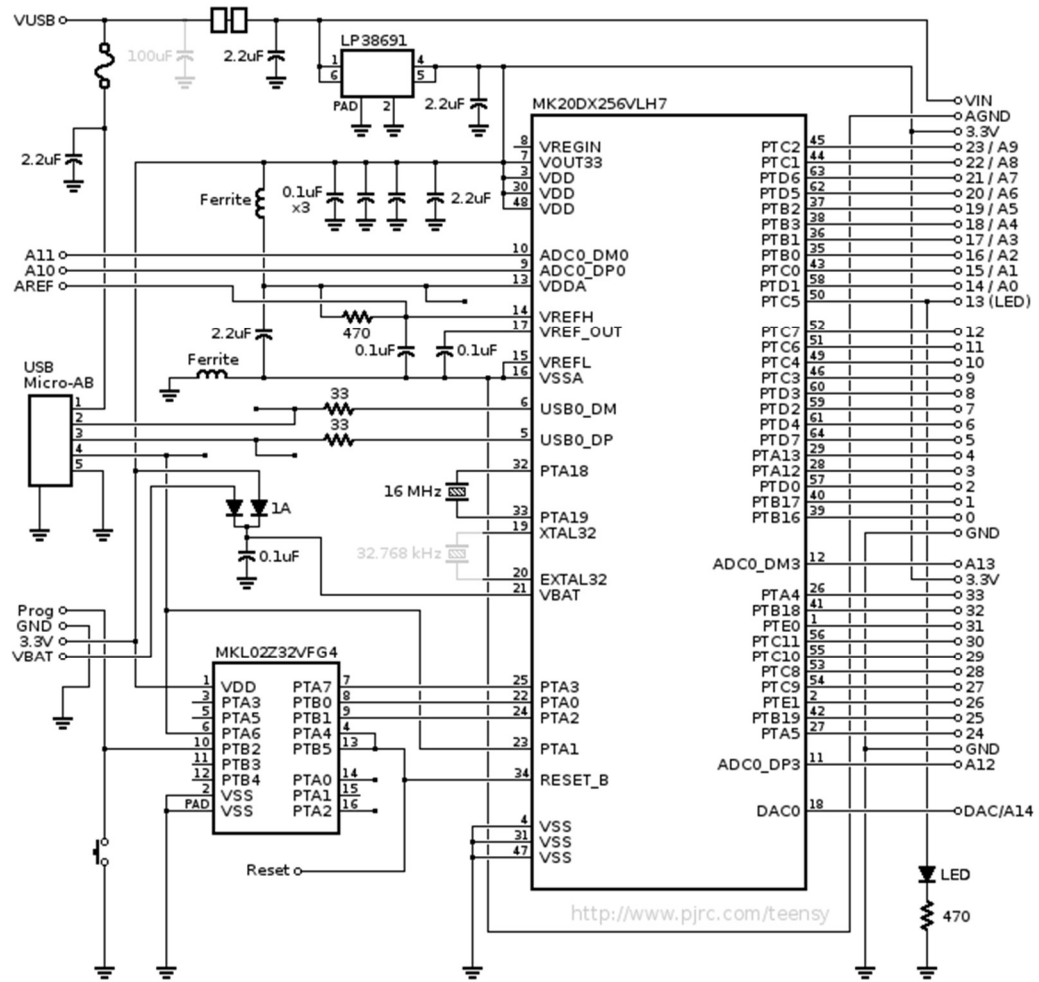 VUSB
100uF
2.2uF
LP38691
1
6
4
5
PAD
2
2.2uF
2.2uF
MK20DX256VLH7
8 VREGIN
7 VOUT33
3 VDD
30 VDD
48 VDD
Ferrite
0.1uF
x3
2.2uF
A11
A10
AREF
10 ADC0_DM0
9 ADC0_DP0
13 VDDA
14 VREFH
17 VREF_OUT
470
2.2uF
0.1uF
0.1uF
Ferrite
15 VREFL
16 VSSA
USB
Micro-AB
1
2
3
4
5
33
6 USB0_DM
33
5 USB0_DP
32 PTA18
16 MHz
33 PTA19
19 XTAL32
32.768 kHz
20 EXTAL32
21 VBAT
1A
0.1uF
Prog
GND
3.3V
VBAT
MKL02Z32VFG4
1 VDD PTA7 7
3 PTA3 PTB0 8
5 PTA5 PTB1 9
6 PTA6 PTA4 4
10 PTB2 PTB5 13
11 PTB3
12 PTB4 PTA0 14
2 VSS PTA1 15
PAD VSS PTA2 16
25 PTA3
22 PTA0
24 PTA2
23 PTA1
34 RESET_B
4 VSS
31 VSS
47 VSS
Reset
VIN
AGND
3.3V
PTC2 45 23 / A9
PTC1 44 22 / A8
PTD6 63 21 / A7
PTD5 62 20 / A6
PTB2 37 19 / A5
PTB3 38 18 / A4
PTB1 36 17 / A3
PTB0 35 16 / A2
PTC0 43 15 / A1
PTD1 58 14 / A0
PTC5 50 13 (LED)
PTC7 52 12
PTC6 51 11
PTC4 49 10
PTC3 46 9
PTD3 60 8
PTD2 59 7
PTD4 61 6
PTD7 64 5
PTA13 29 4
PTA12 28 3
PTD0 57 2
PTB17 40 1
PTB16 39 0
GND
ADC0_DM3 12 A13
3.3V
PTA4 26 33
PTB18 41 32
PTE0 1 31
PTC11 56 30
PTC10 55 29
PTC8 53 28
PTC9 54 27
PTE1 2 26
PTB19 42 25
PTA5 27 24
GND
ADC0_DP3 11 A12
DAC0 18 DAC/A14
LED
470
http://www.pjrc.com/teensy